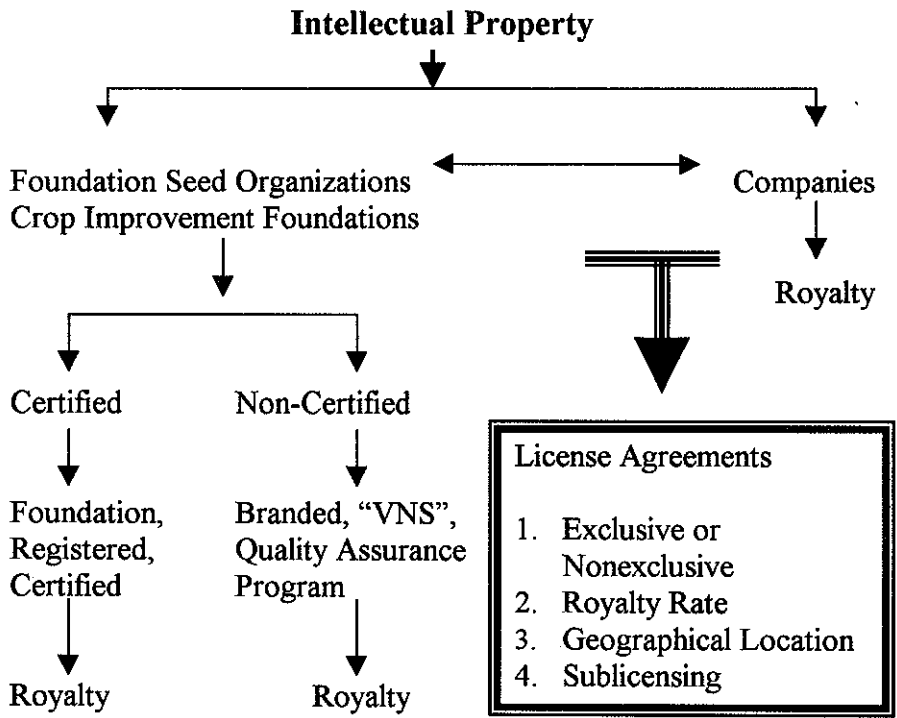 Intellectual Property
Foundation Seed Organizations
Crop Improvement Foundations
Companies
Royalty
Certified
Non-Certified
Foundation,
Registered,
Certified
Branded, “VNS”,
Quality Assurance
Program
Royalty
Royalty
License Agreements
1. Exclusive or
Nonexclusive
2. Royalty Rate
3. Geographical Location
4. Sublicensing